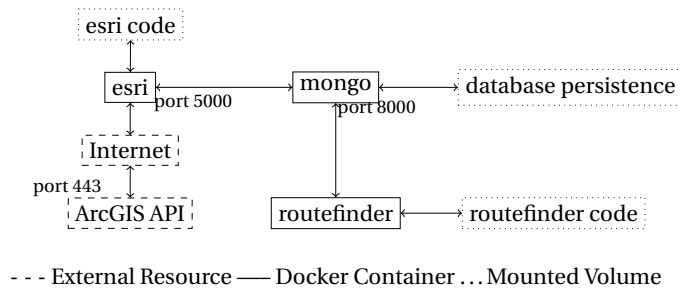 esri code
esri
mongo
database persistence
port 5000
port 8000
Internet
port 443
ArcGIS API
routefinder
routefinder code
- - - External Resource —– Docker Container ... Mounted Volume